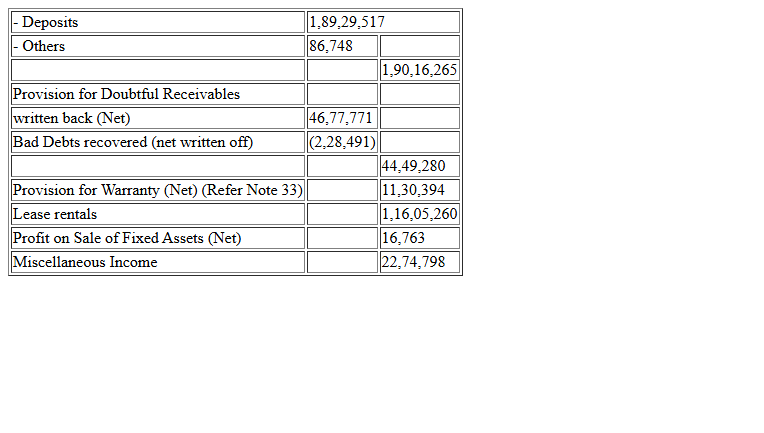 - Deposits 1,89,29,517
- Others 86,748
1,90,16,265
Provision for Doubtful Receivables
written back (Net) 46,77,771
Bad Debts recovered (net written off) (2,28,491)
44,49,280
Provision for Warranty (Net) (Refer Note 33) 11,30,394
Lease rentals 1,16,05,260
Profit on Sale of Fixed Assets (Net) 16,763
Miscellaneous Income 22,74,798